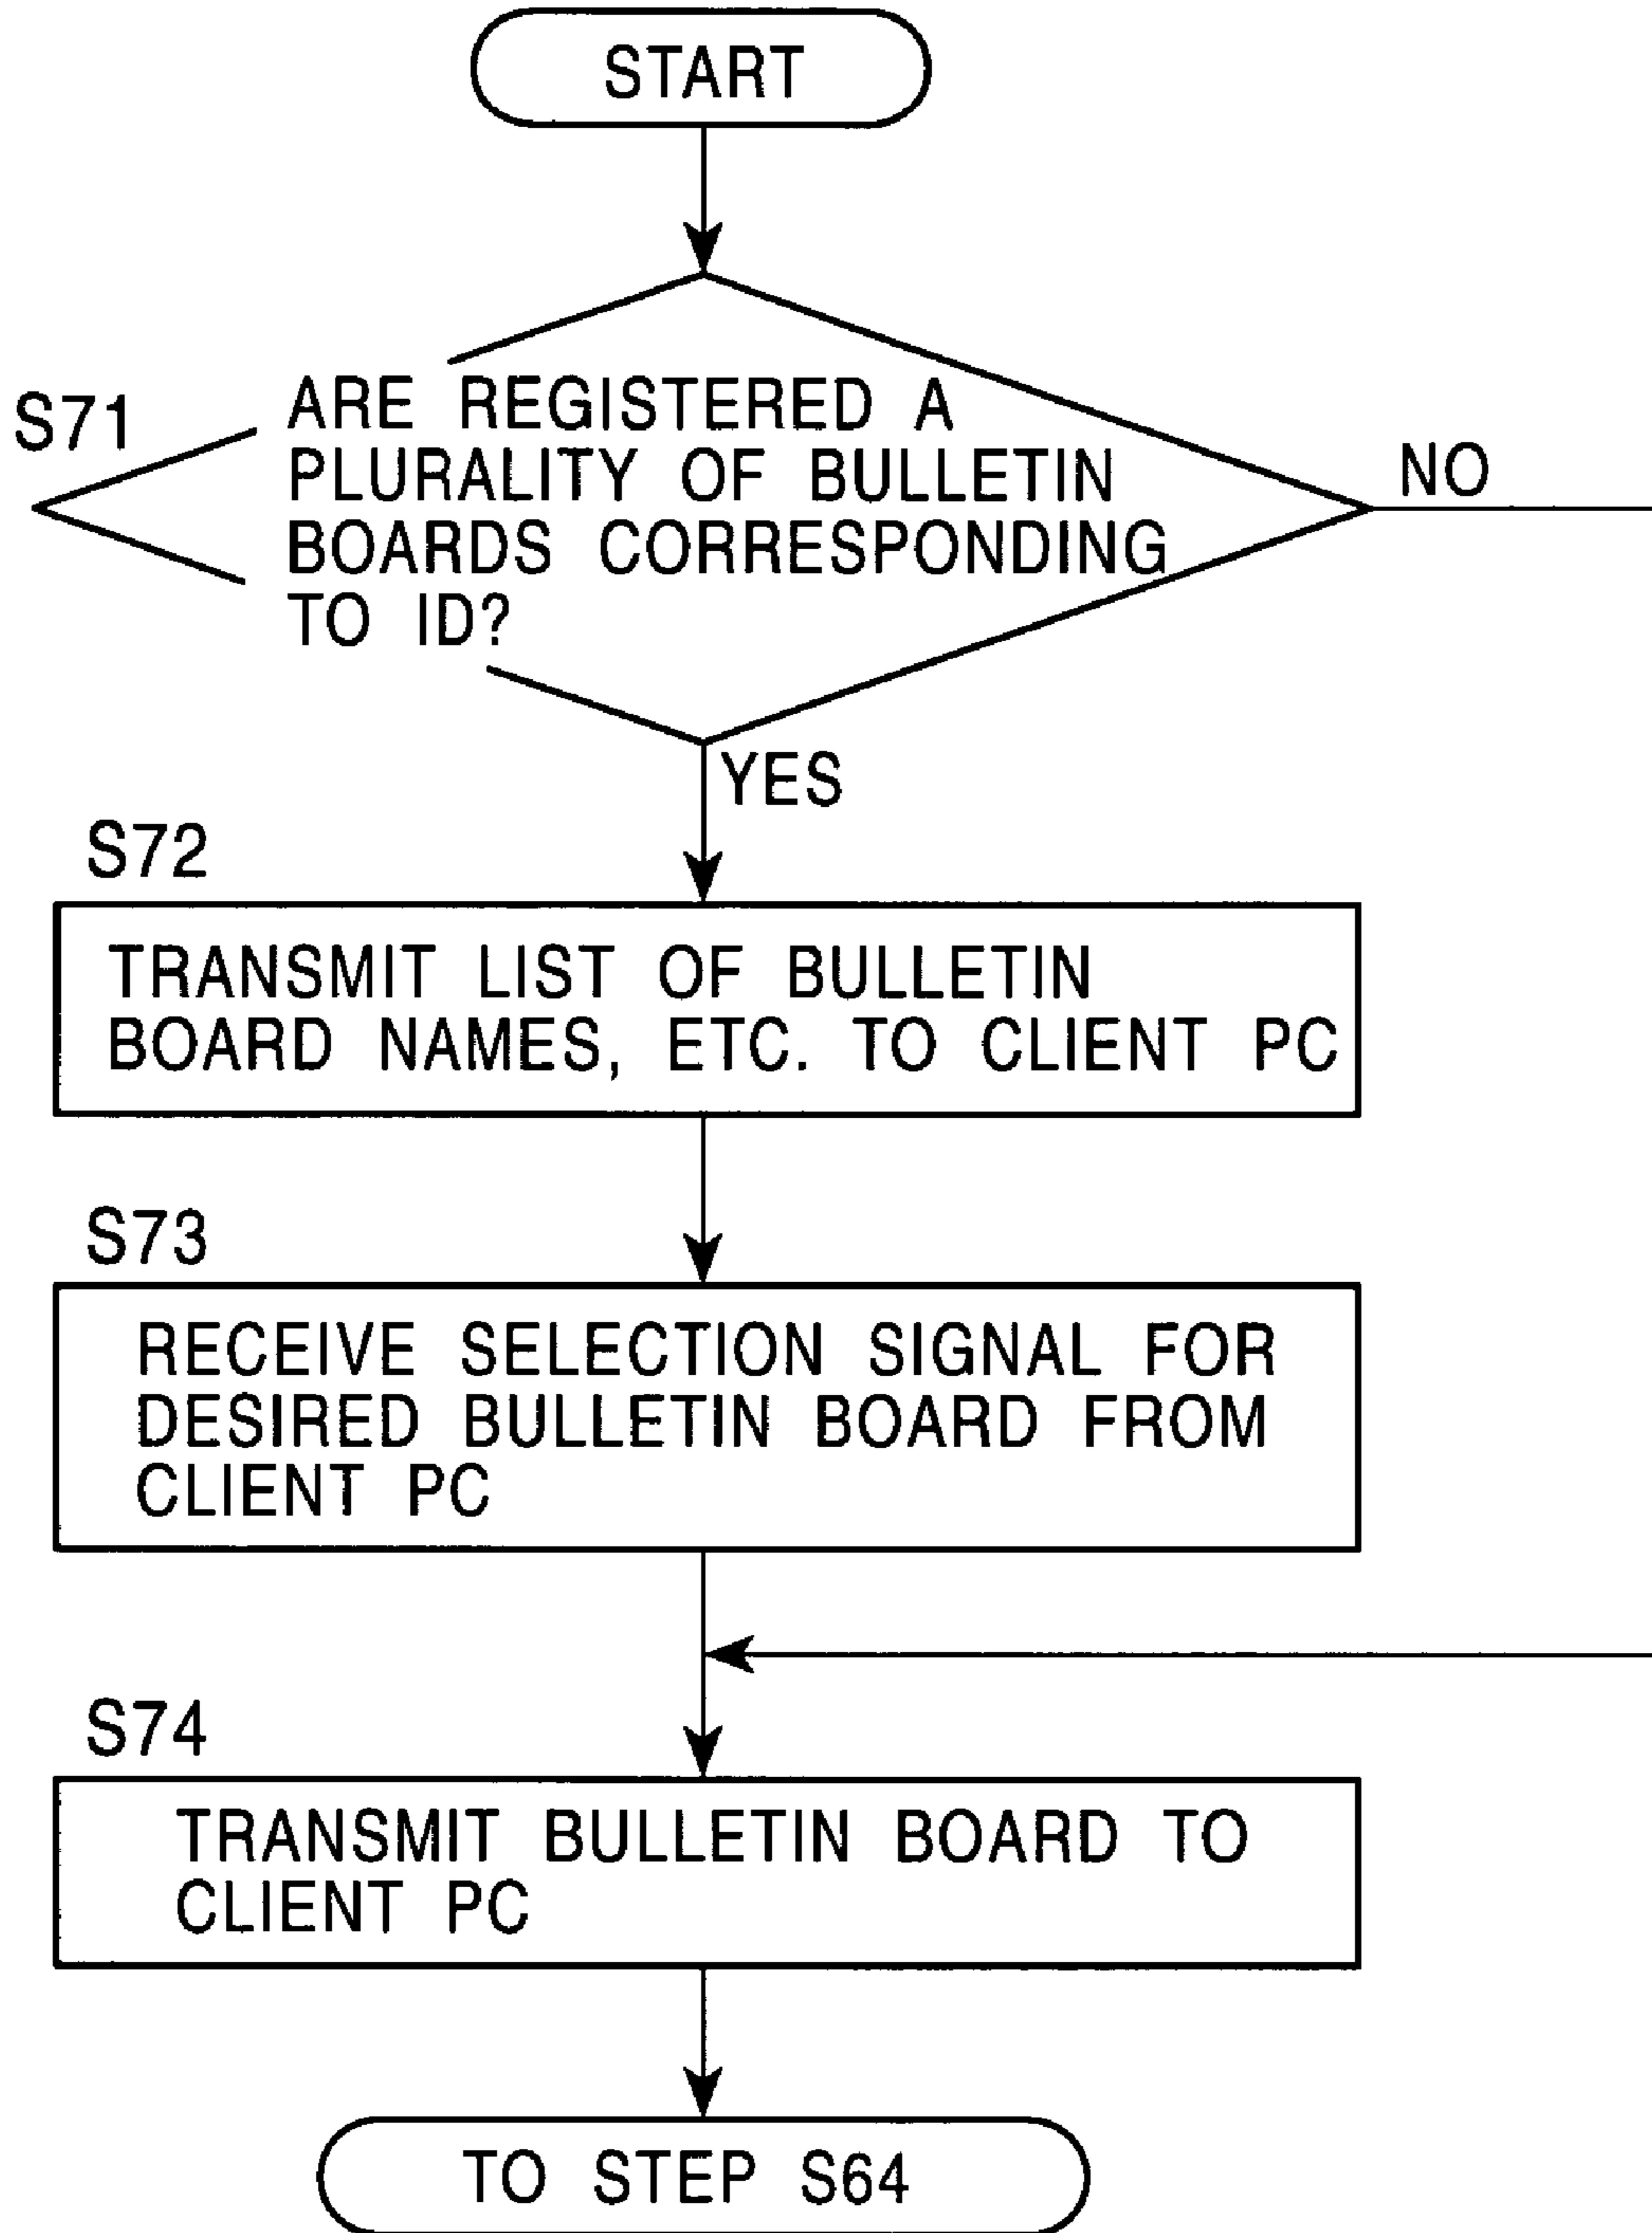 START
S71
ARE REGISTERED A
PLURALITY OF BULLETIN
BOARDS CORRESPONDING
TO ID?
NO
YES
S72
TRANSMIT LIST OF BULLETIN
BOARD NAMES, ETC. TO CLIENT PC
S73
RECEIVE SELECTION SIGNAL FOR
DESIRED BULLETIN BOARD FROM
CLIENT PC
S74
TRANSMIT BULLETIN BOARD TO
CLIENT PC
TO STEP S64